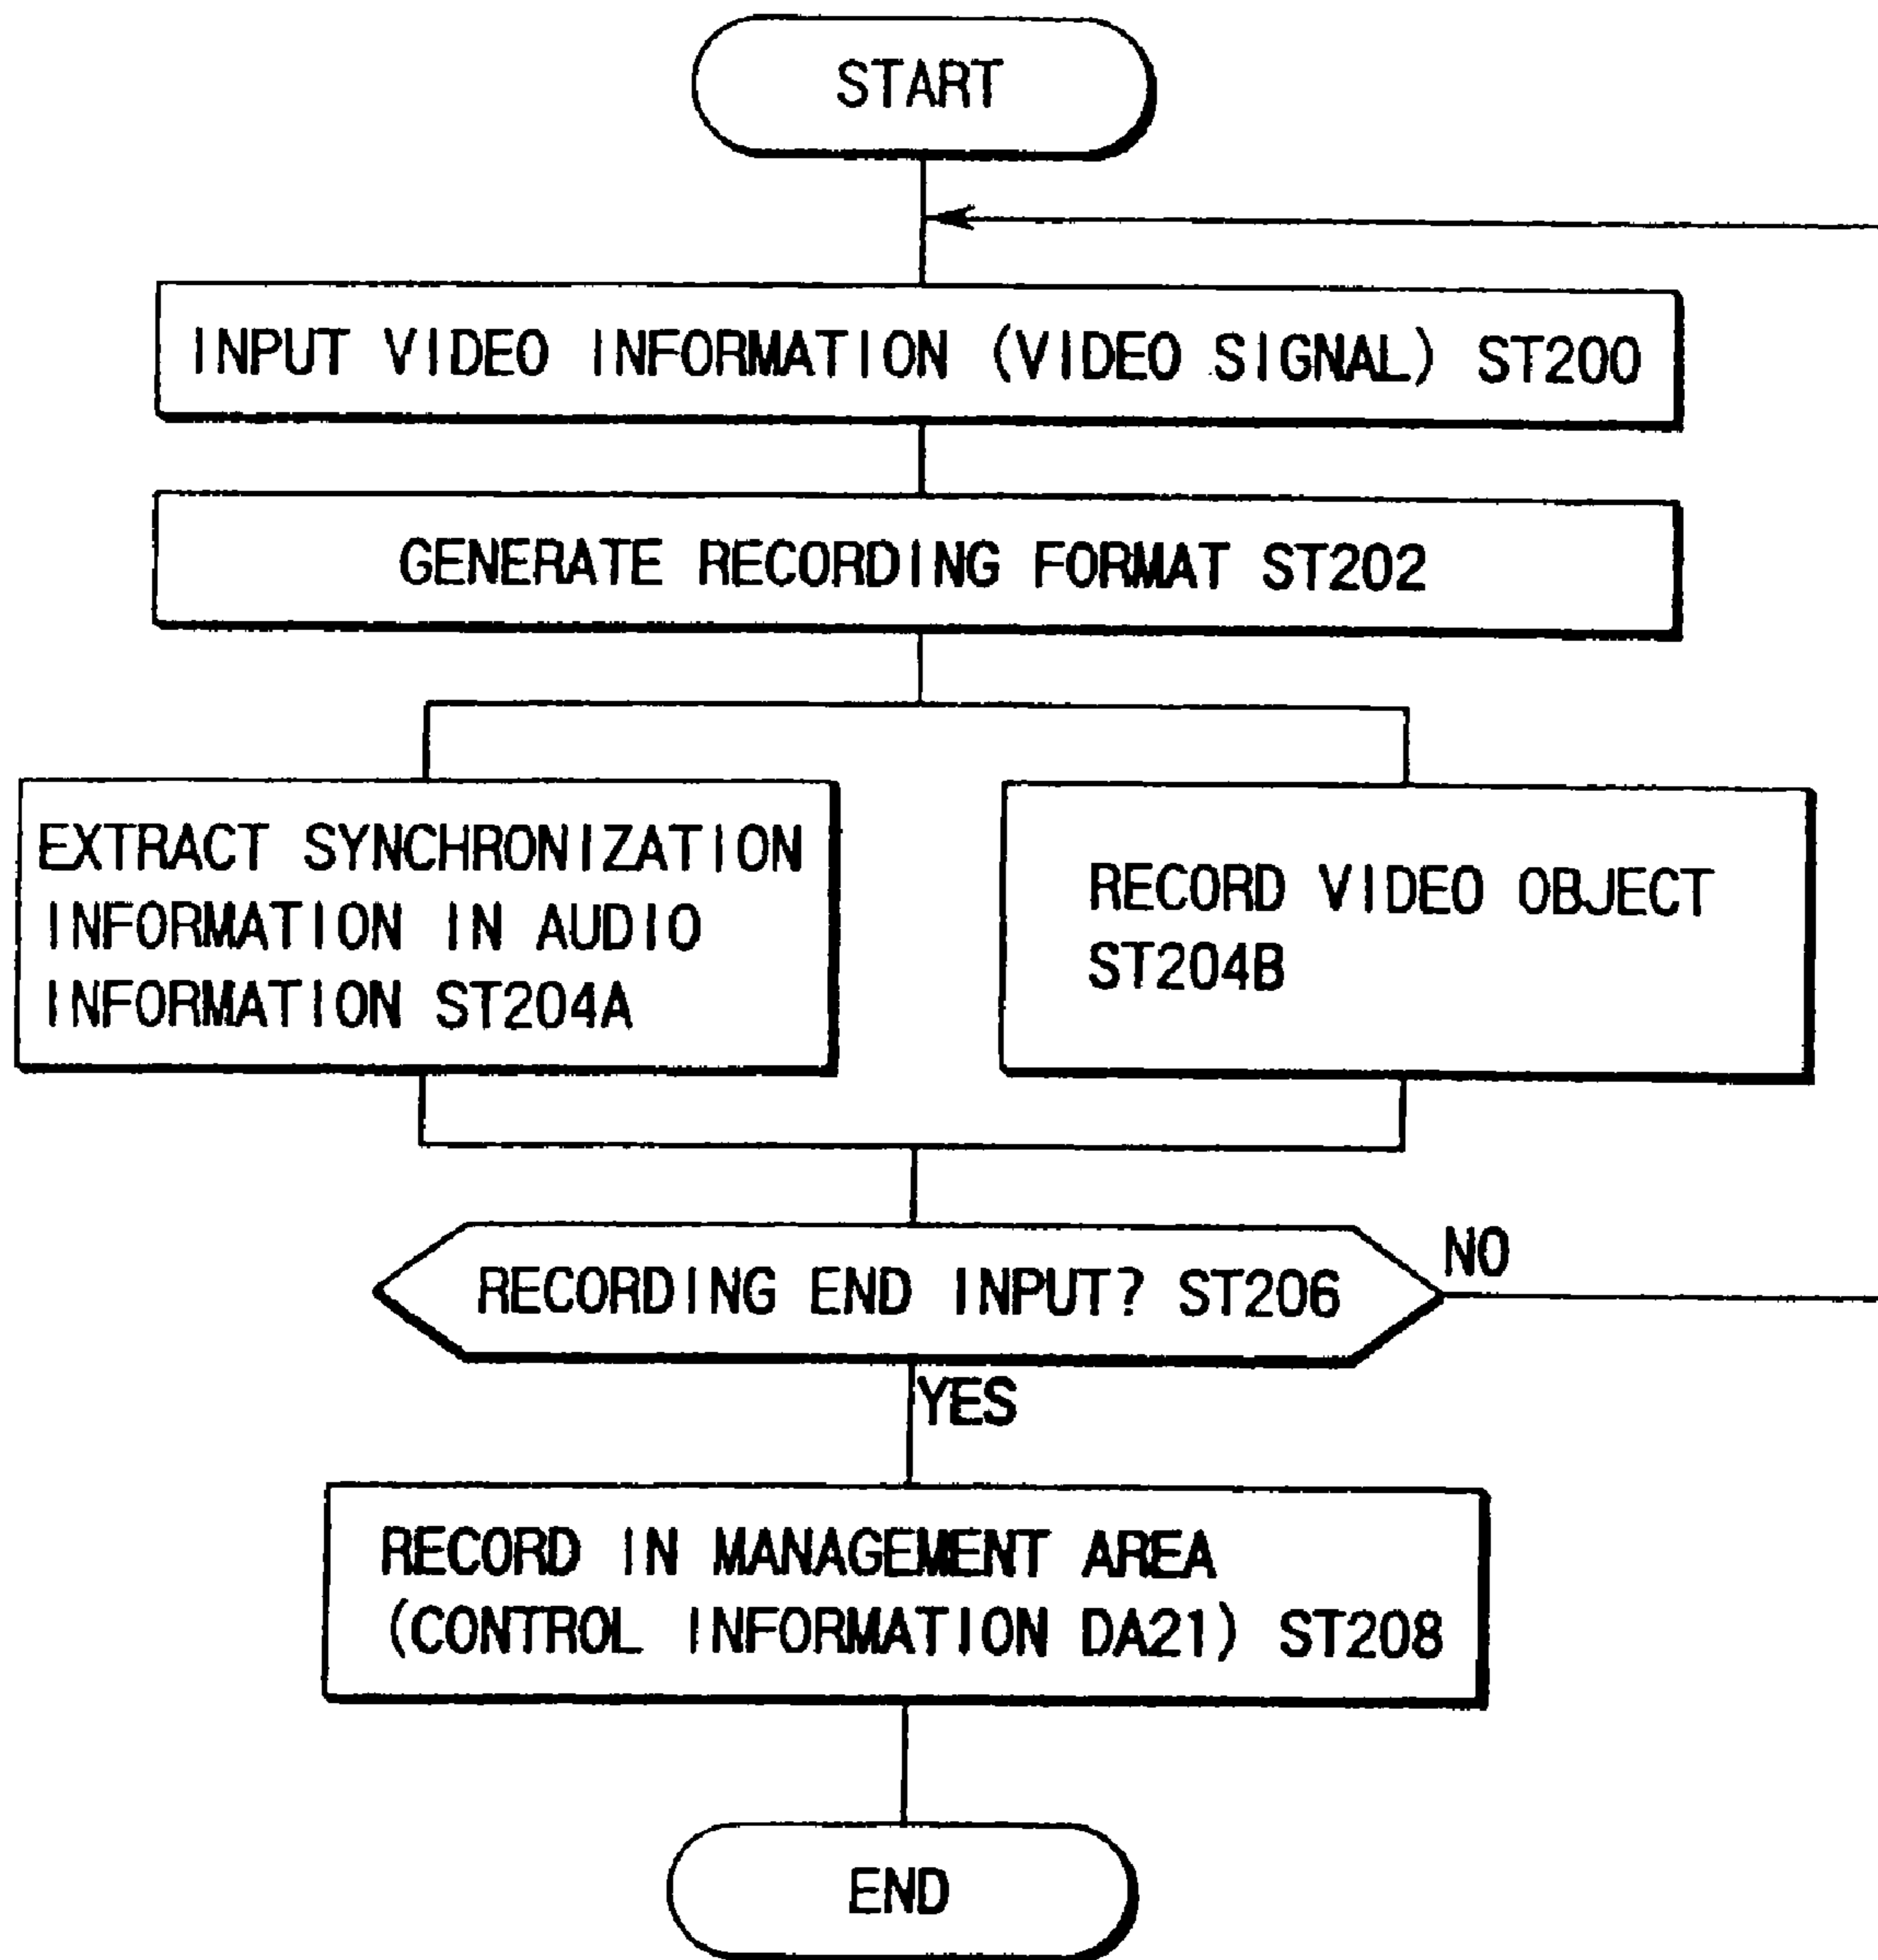 START
INPUT VIDEO INFORMATION (VIDEO SIGNAL) ST200
GENERATE RECORDING FORMAT ST202
EXTRACT SYNCHRONIZATION
INFORMATION IN AUDIO
INFORMATION ST204A
RECORD VIDEO OBJECT
ST204B
RECORDING END INPUT? ST206
NO
YES
RECORD IN MANAGEMENT AREA
(CONTROL INFORMATION DA21) ST208
END